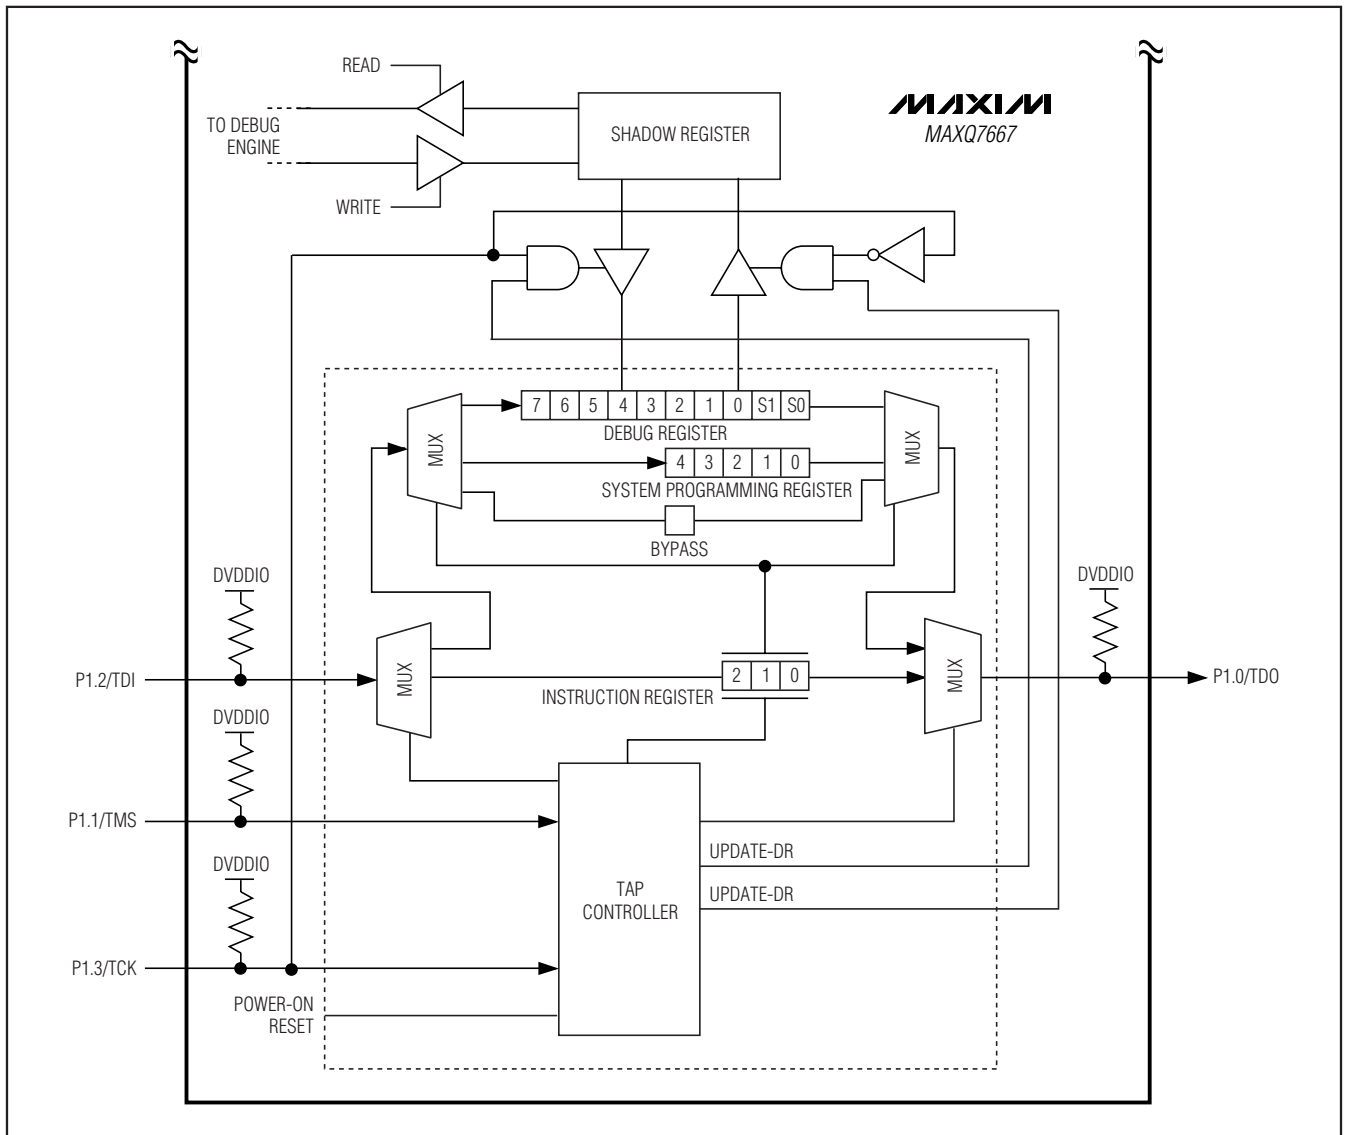 READ
TO DEBUG
ENGINE
WRITE
SHADOW REGISTER
MAXIM
MAXQ7667
7 6 5 4 3 2 1 0 S1 S0
DEBUG REGISTER
MUX
MUX
4 3 2 1 0
SYSTEM PROGRAMMING REGISTER
BYPASS
DVDDIO
DVDDIO
P1.2/TDI
MUX
2 1 0
INSTRUCTION REGISTER
MUX
P1.0/TDO
DVDDIO
P1.1/TMS
UPDATE-DR
DVDDIO
TAP
CONTROLLER
UPDATE-DR
P1.3/TCK
POWER-ON
RESET